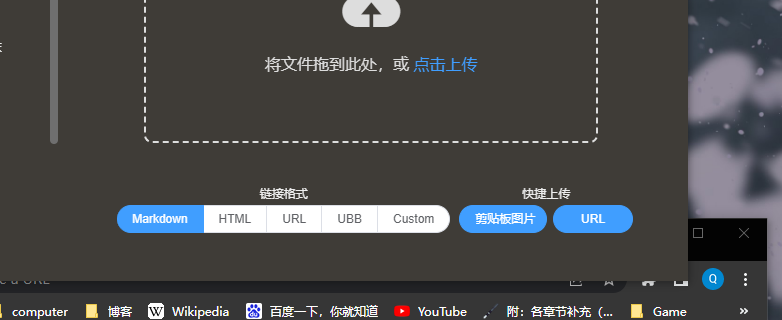 将文件拖到此处，或 点击上传
链接格式 快捷上传
Markdown HTML URL UBB Custom 剪贴板图片 URL
Q
computer 博客 Wikipedia 百度一下，你就知道 YouTube 附：各章节补充（... Game